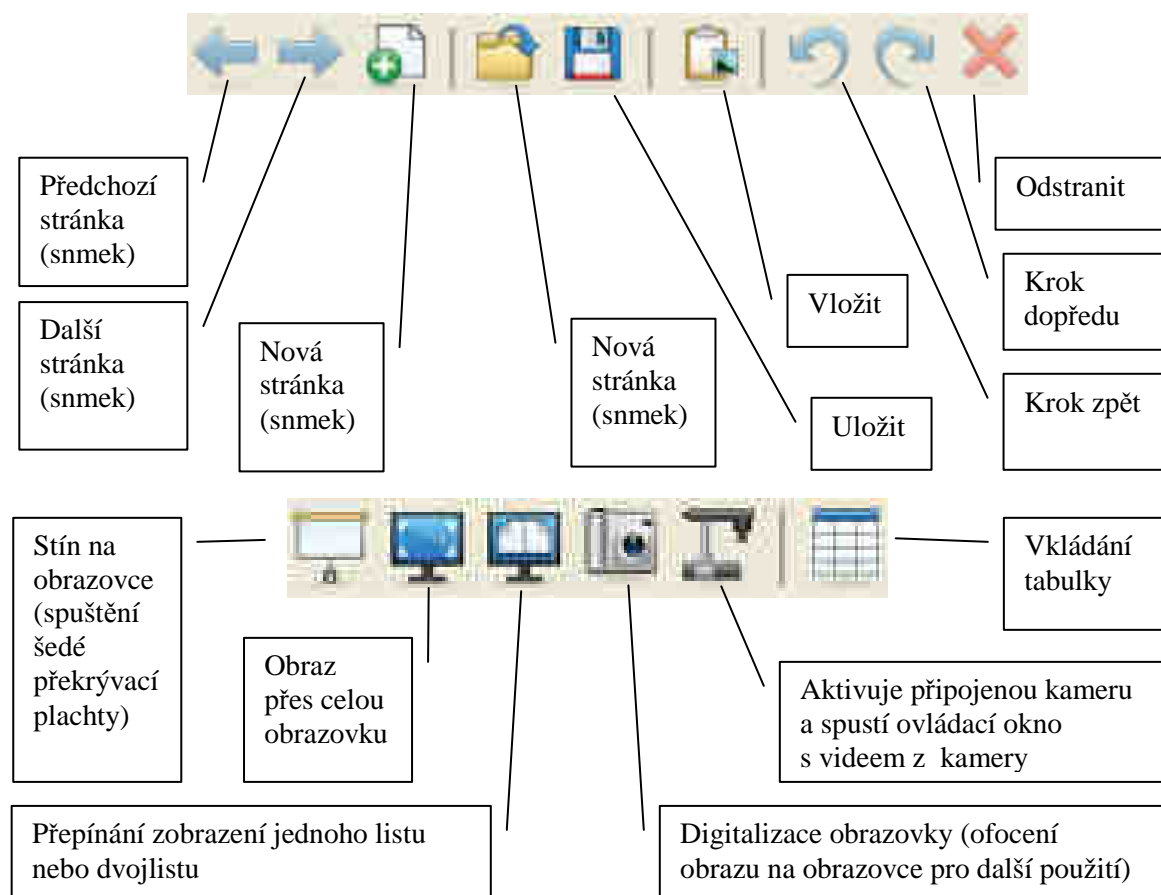 Předchozí
stránka
(snmek)
Odstranit
Další
stránka
(snmek)
Nová
stránka
(snmek)
Nová
stránka
(snmek)
Vložit
Krok
dopředu
Uložit
Krok zpět
Stín na
obrazovce
(spuštění
šedé
překrývací
plachty)
Obraz
přes celou
obrazovku
Vkládání
tabulky
Aktivuje připojenou kameru
a spustí ovládací okno
s videem z kamery
Přepínání zobrazení jednoho listu
nebo dvojlistu
Digitalizace obrazovky (ofocení
obrazu na obrazovce pro další použití)